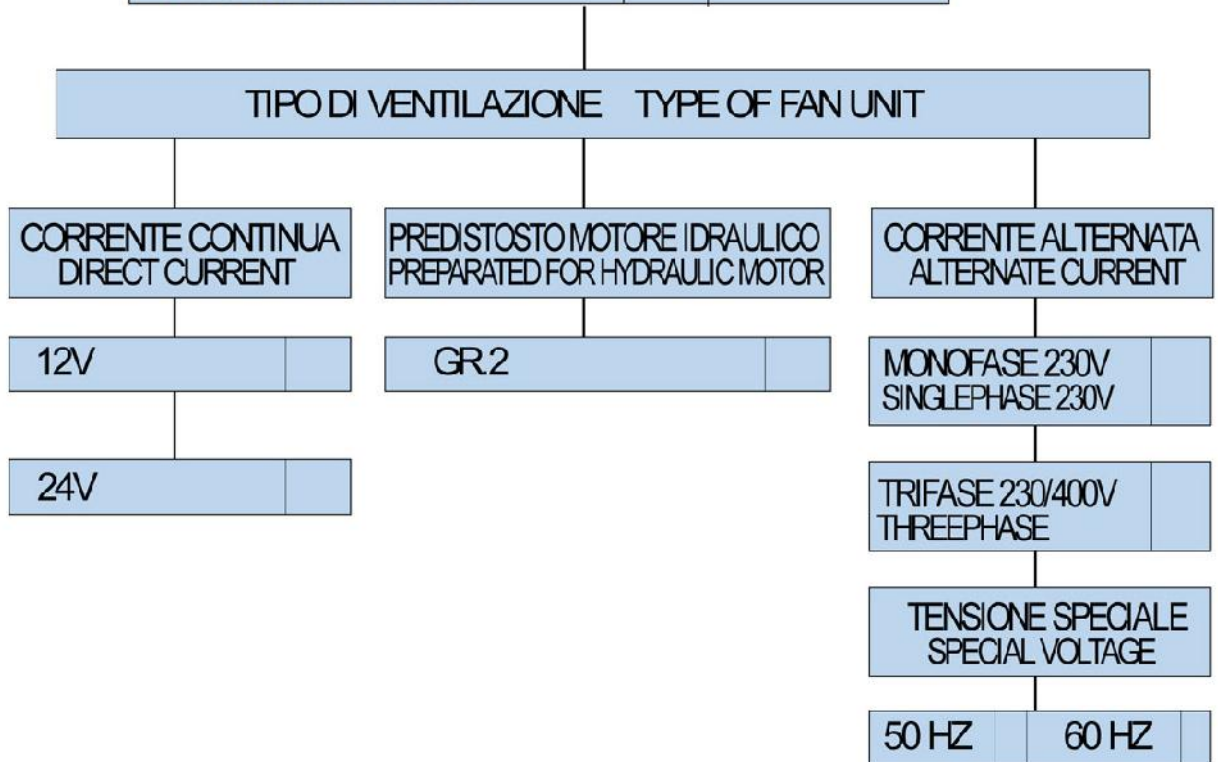 TIPO DI VENTILAZIONE TYPE OF FAN UNIT
CORRENTE CONTINUA
DIRECT CURRENT
PREDISTOSTO MOTORE IDRAULICO
PREPARATED FOR HYDRAULIC MOTOR
CORRENTE ALTERNATA
ALTERNATE CURRENT
12V
GR.2
MONOFASE 230V
SINGLEPHASE 230V
24V
TRIFASE 230/400V
THREEPHASE
TENSIONE SPECIALE
SPECIAL VOLTAGE
50 HZ 60 HZ